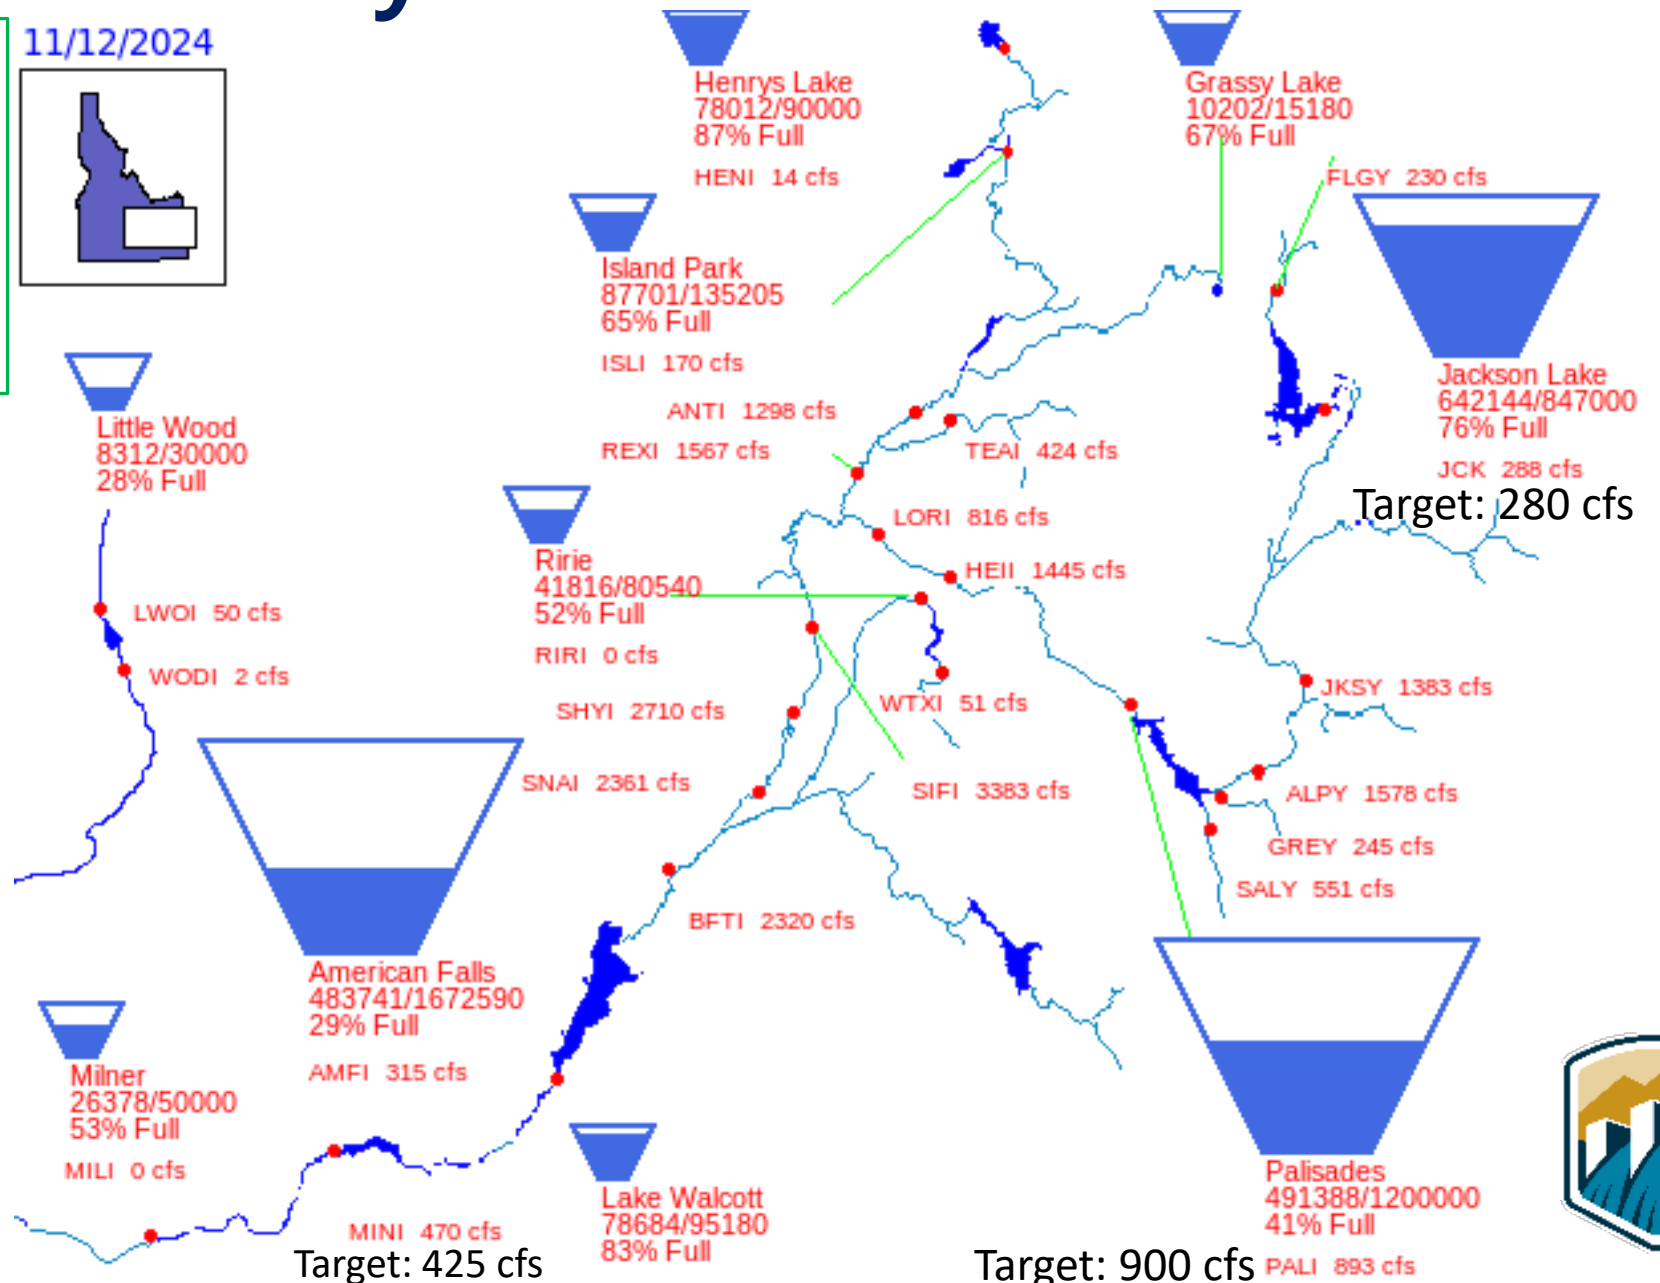 y
11/12/2024
Henrys Lake
78012/90000
87% Full
HENI 14 cfs
Grassy Lake
10202/15180
67% Full
FLGY 230 cfs
Island Park
87701/135205
65% Full
ISLI 170 cfs
Jackson Lake
642144/847000
76% Full
JCK 288 cfs
Target: 280 cfs
Little Wood
8312/30000
28% Full
ANTI 1298 cfs
REXI 1567 cfs
TEAI 424 cfs
LORI 816 cfs
HEII 1445 cfs
Ririe
41816/80540
52% Full
RIRI 0 cfs
LWOI 50 cfs
WODI 2 cfs
SHYI 2710 cfs
WTXI 51 cfs
JKSY 1383 cfs
SNAI 2361 cfs
SIFI 3383 cfs
ALPY 1578 cfs
GREY 245 cfs
SALY 551 cfs
BFTI 2320 cfs
American Falls
483741/1672590
29% Full
AMFI 315 cfs
Milner
26378/50000
53% Full
MILI 0 cfs
Lake Walcott
78684/95180
83% Full
MINI 470 cfs
Target: 425 cfs
Palisades
491388/1200000
41% Full
PALI 893 cfs
Target: 900 cfs